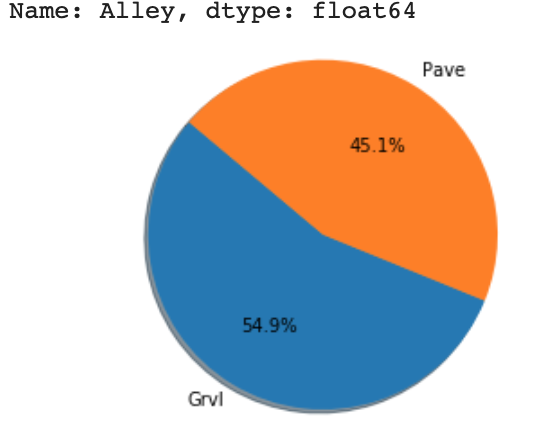 Name: Alley, dtype: float64
Pave
45.1%
54.9%
Grvl